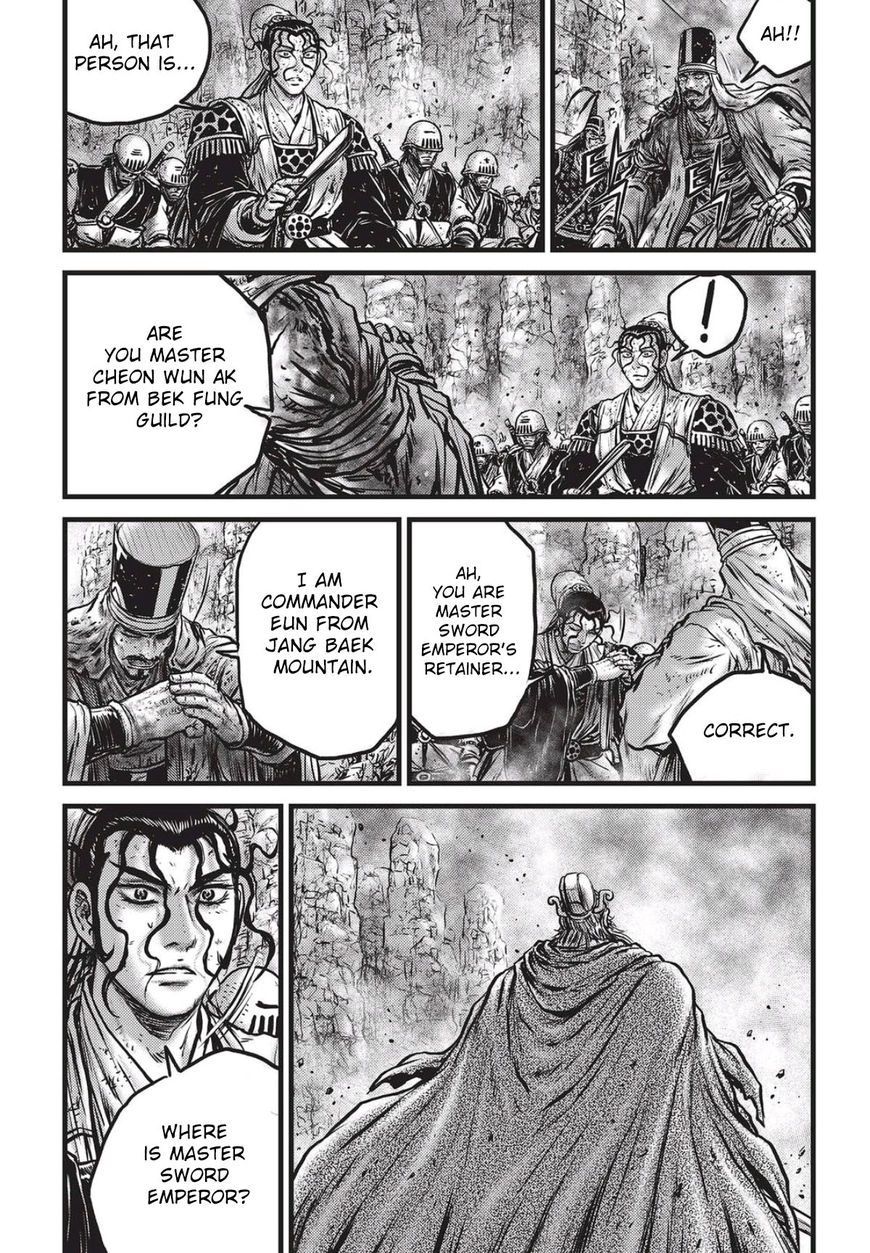 AH, THAT
PERSON IS...
AH!!
ARE
YOU MASTER
CHEON WUN AK
FROM BEK FUNG
GUILD?
!
I AM
COMMANDER
EUN FROM
JANG BAEK
MOUNTAIN.
AH,
YOU ARE
MASTER
SWORD
EMPEROR'S
RETAINER...
CORRECT.
WHERE
IS MASTER
SWORD
EMPEROR?